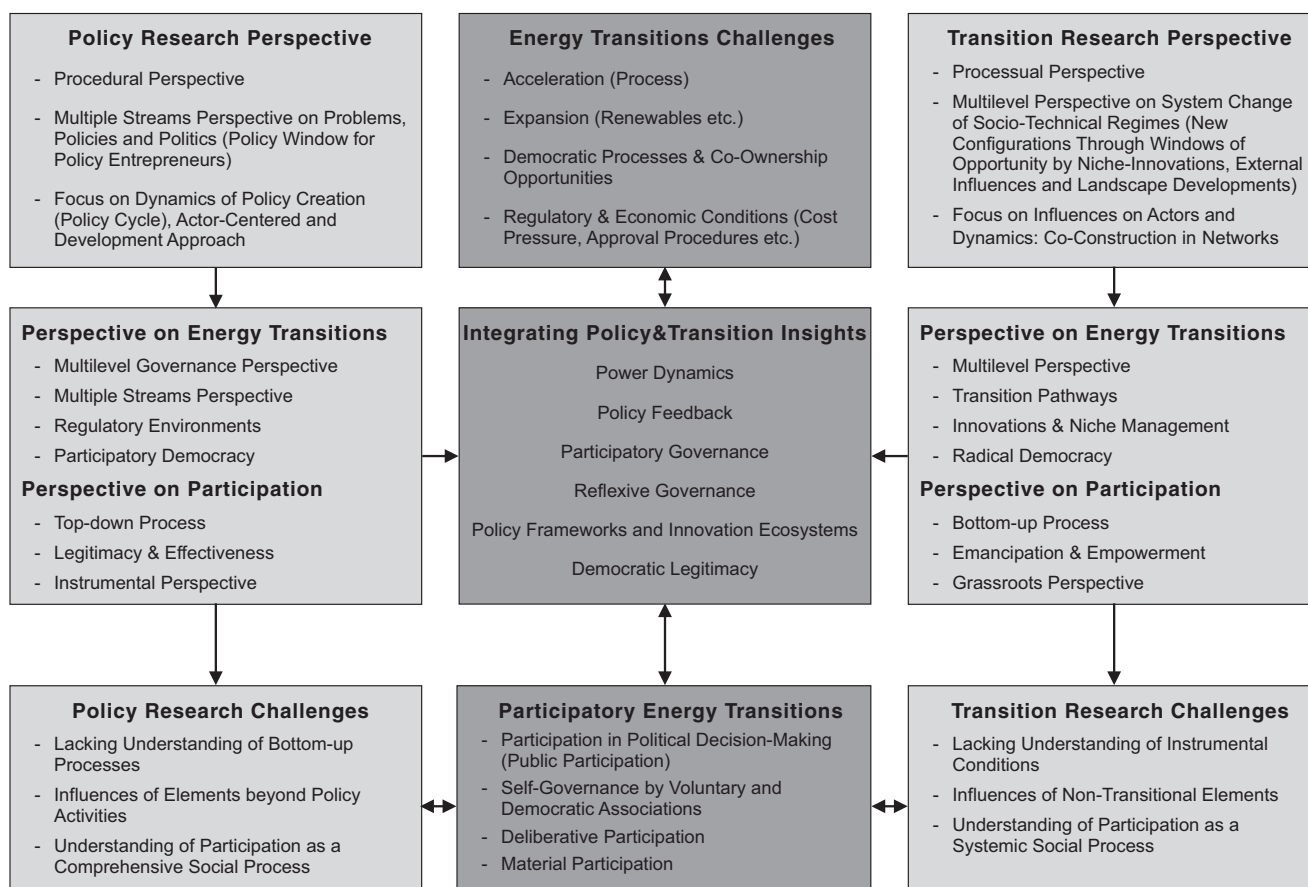 Policy Research Perspective
- Procedural Perspective
- Multiple Streams Perspective on Problems,
Policies and Politics (Policy Window for
Policy Entrepreneurs)
- Focus on Dynamics of Policy Creation
(Policy Cycle), Actor-Centered and
Development Approach
Energy Transitions Challenges
- Acceleration (Process)
- Expansion (Renewables etc.)
- Democratic Processes & Co-Ownership
Opportunities
- Regulatory & Economic Conditions (Cost
Pressure, Approval Procedures etc.)
Transition Research Perspective
- Processual Perspective
- Multilevel Perspective on System Change
of Socio-Technical Regimes (New
Configurations Through Windows of
Opportunity by Niche-Innovations, External
Influences and Landscape Developments)
- Focus on Influences on Actors and
Dynamics: Co-Construction in Networks
Perspective on Energy Transitions
- Multilevel Governance Perspective
- Multiple Streams Perspective
- Regulatory Environments
- Participatory Democracy
Perspective on Participation
- Top-down Process
- Legitimacy & Effectiveness
- Instrumental Perspective
Integrating Policy&Transition Insights
Power Dynamics
Policy Feedback
Participatory Governance
Reflexive Governance
Policy Frameworks and Innovation Ecosystems
Democratic Legitimacy
Perspective on Energy Transitions
- Multilevel Perspective
- Transition Pathways
- Innovations & Niche Management
- Radical Democracy
Perspective on Participation
- Bottom-up Process
- Emancipation & Empowerment
- Grassroots Perspective
Policy Research Challenges
- Lacking Understanding of Bottom-up
Processes
- Influences of Elements beyond Policy
Activities
- Understanding of Participation as a
Comprehensive Social Process
Participatory Energy Transitions
- Participation in Political Decision-Making
(Public Participation)
- Self-Governance by Voluntary and
Democratic Associations
- Deliberative Participation
- Material Participation
Transition Research Challenges
- Lacking Understanding of Instrumental
Conditions
- Influences of Non-Transitional Elements
- Understanding of Participation as a
Systemic Social Process